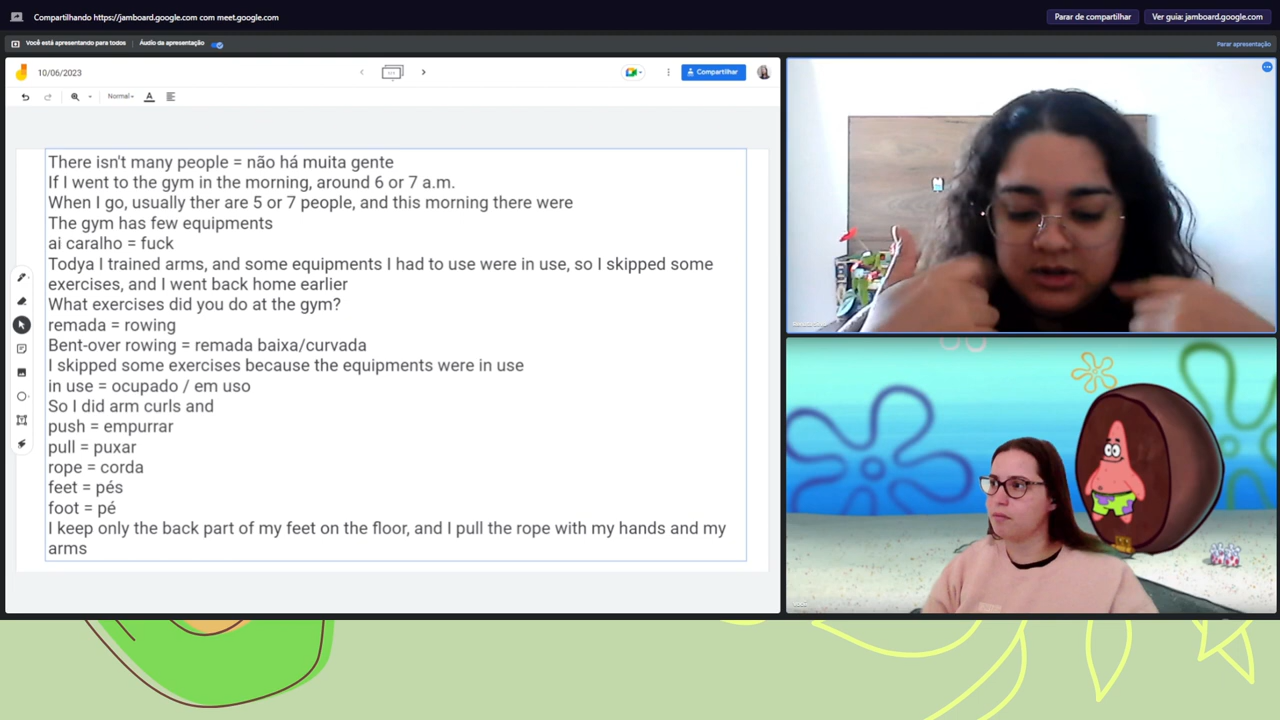 Compartilhando https://jamboard.google.com com meet.google.com
Parar de compartilhar
Ver guia: jamboard.google.com
Você está apresentando para todos
Áudio da apresentação
Parar apresentação
10/06/2023
Compartilhar
Normal
There isn't many people = não há muita gente
If I went to the gym in the morning, around 6 or 7 a.m.
When I go, usually ther are 5 or 7 people, and this morning there were
The gym has few equipments
ai caralho = fuck
Todya I trained arms, and some equipments I had to use were in use, so I skipped some
exercises, and I went back home earlier
What exercises did you do at the gym?
remada = rowing
Bent-over rowing = remada baixa/curvada
I skipped some exercises because the equipments were in use
in use = ocupado / em uso
So I did arm curls and
push = empurrar
pull = puxar
rope = corda
feet = pés
foot = pé
I keep only the back part of my feet on the floor, and I pull the rope with my hands and my
arms